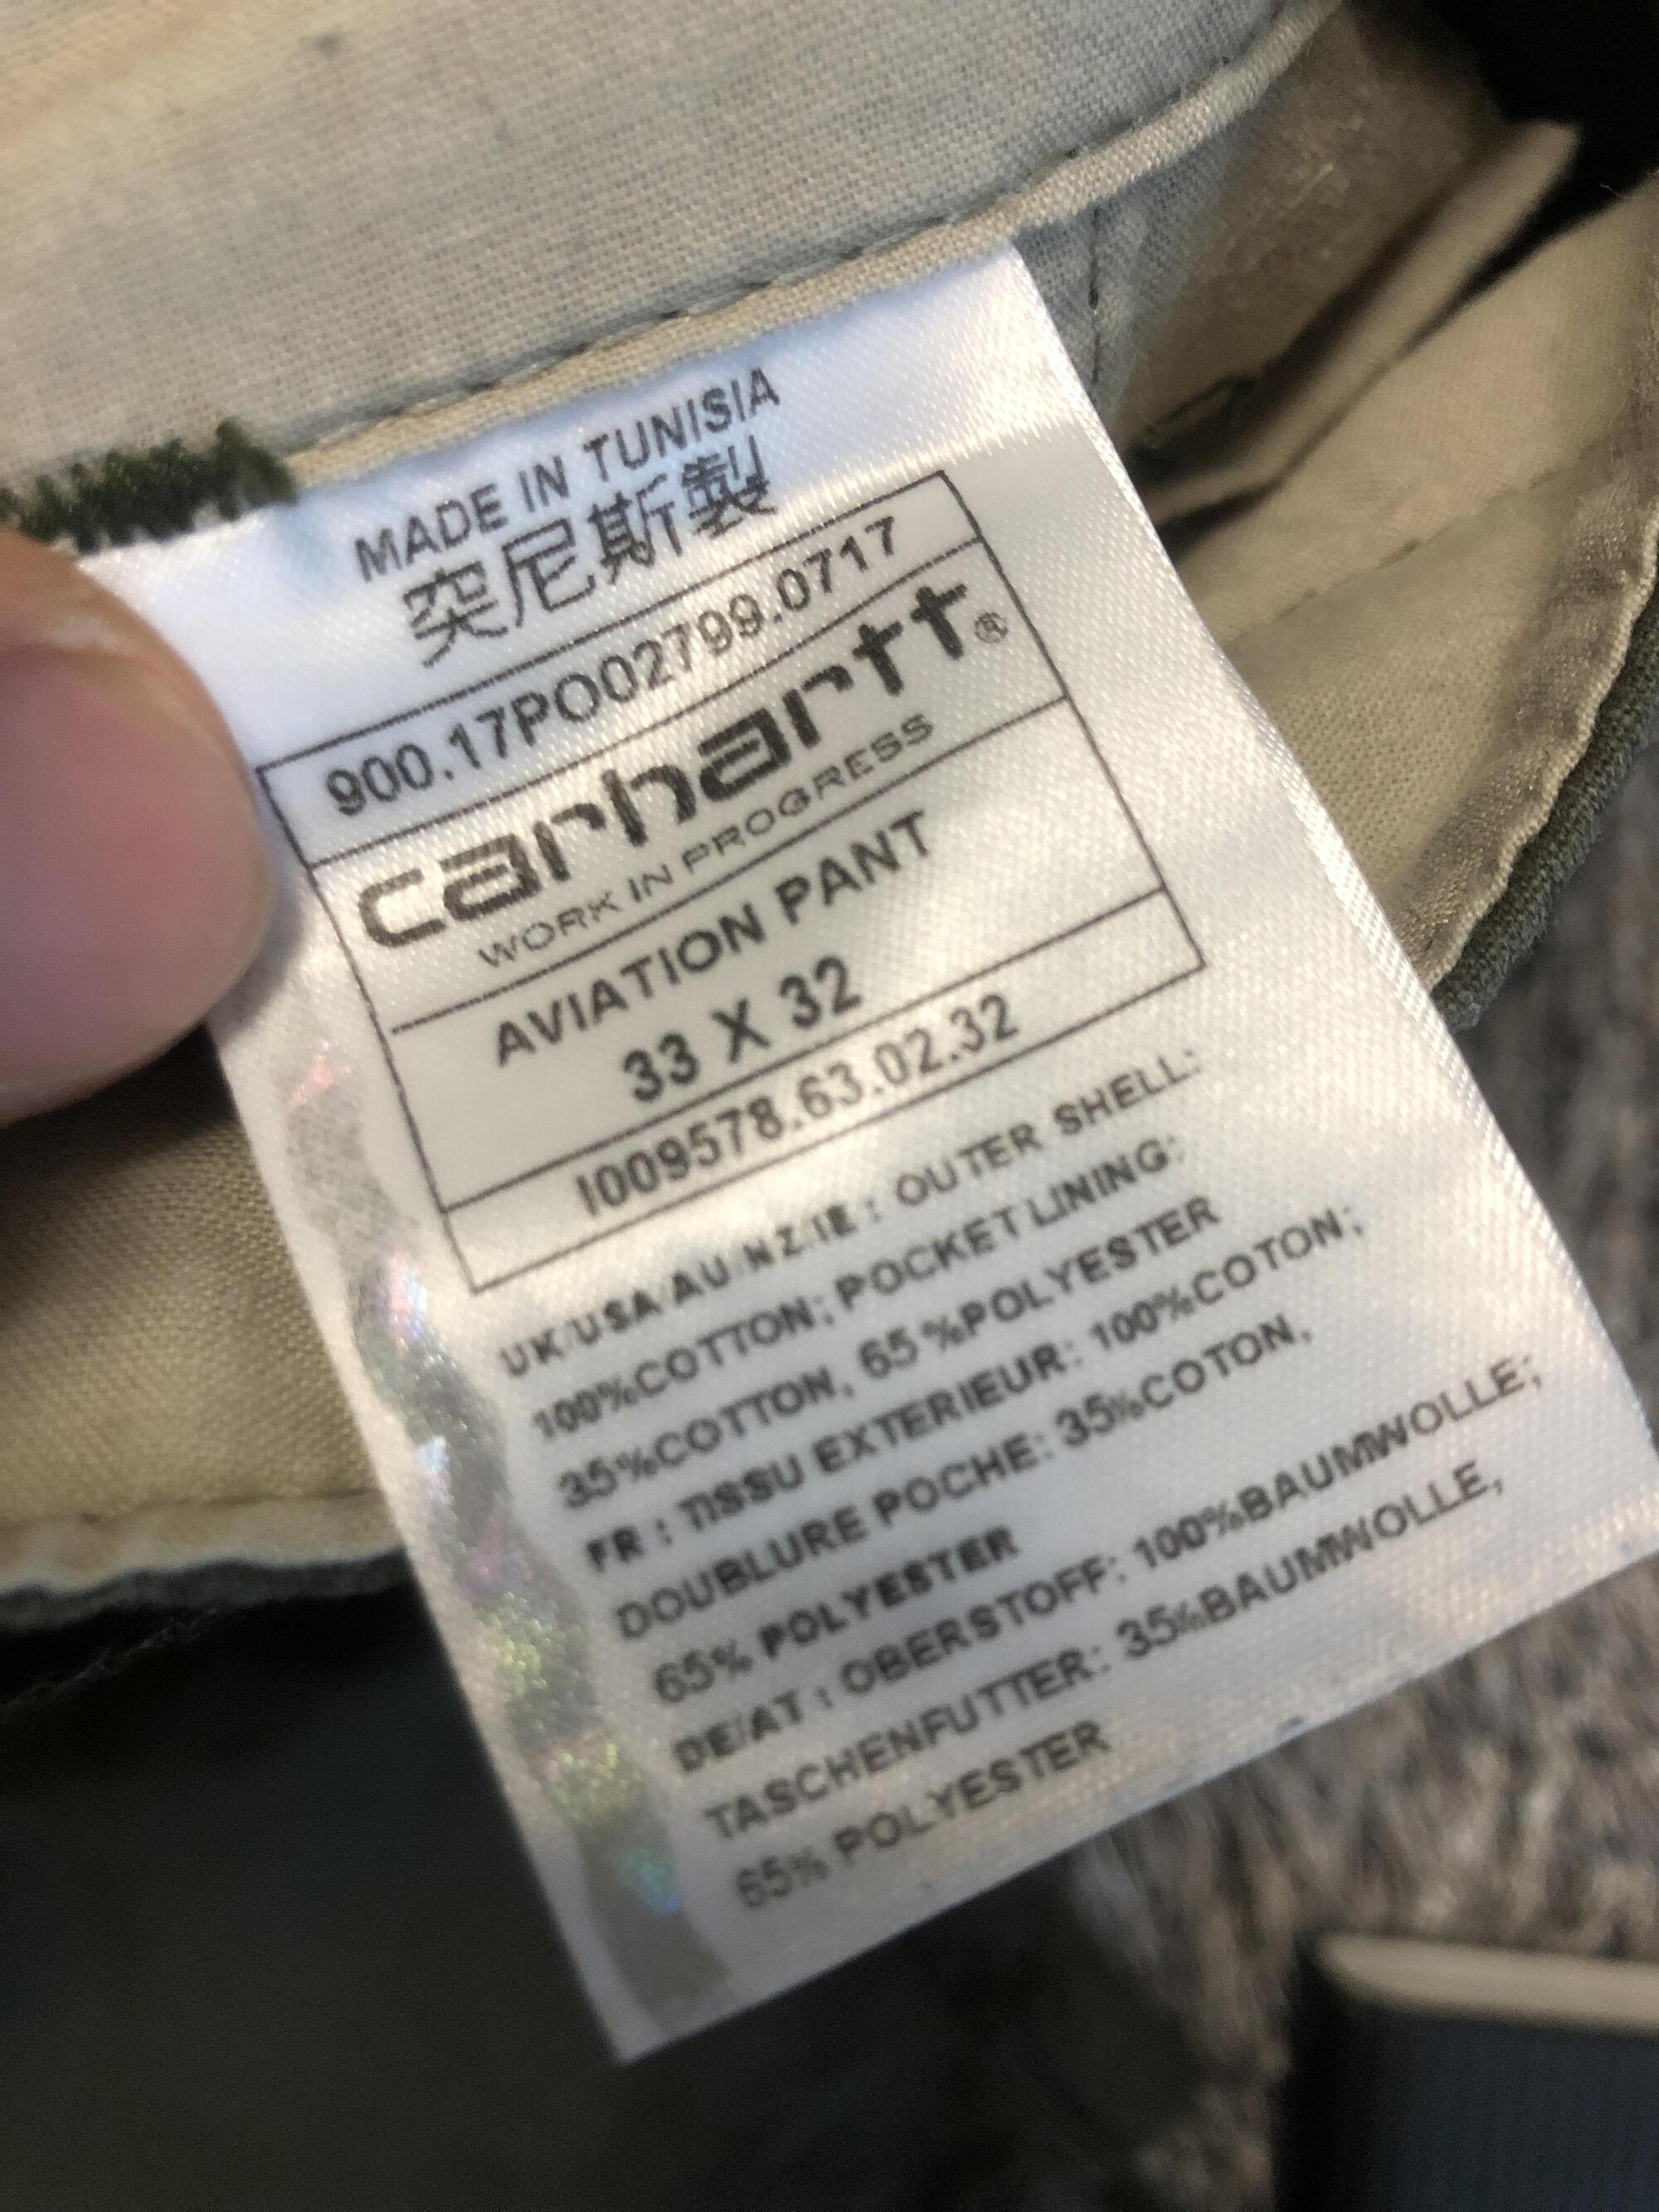 MADE IN TUNISIA
突尼斯製
900.17PO02799.0717
carhartt®
WORK IN PROGRESS
AVIATION PANT
33 X 32
I009578.63.02.32
UK/USA/AU/NZ/IE : OUTER SHELL:
100%COTTON; POCKET LINING:
35%COTTON, 65%POLYESTER
FR : TISSU EXTERIEUR: 100%COTON;
DOUBLURE POCHE: 35%COTON,
65% POLYESTER
DE/AT : OBERSTOFF: 100%BAUMWOLLE;
TASCHENFUTTER: 35%BAUMWOLLE,
65% POLYESTER